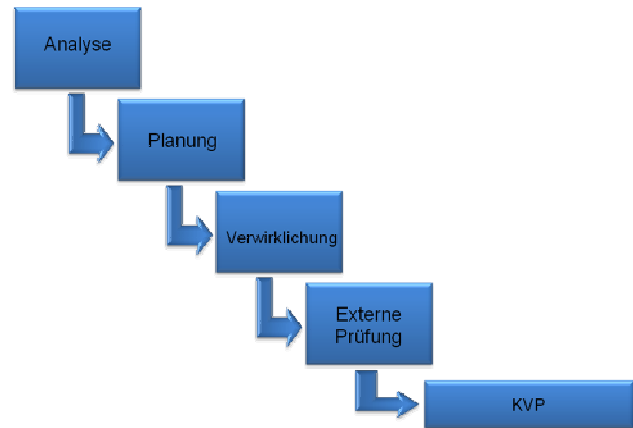 Analyse
Planung
Verwirklichung
Externe
Prüfung
KVP